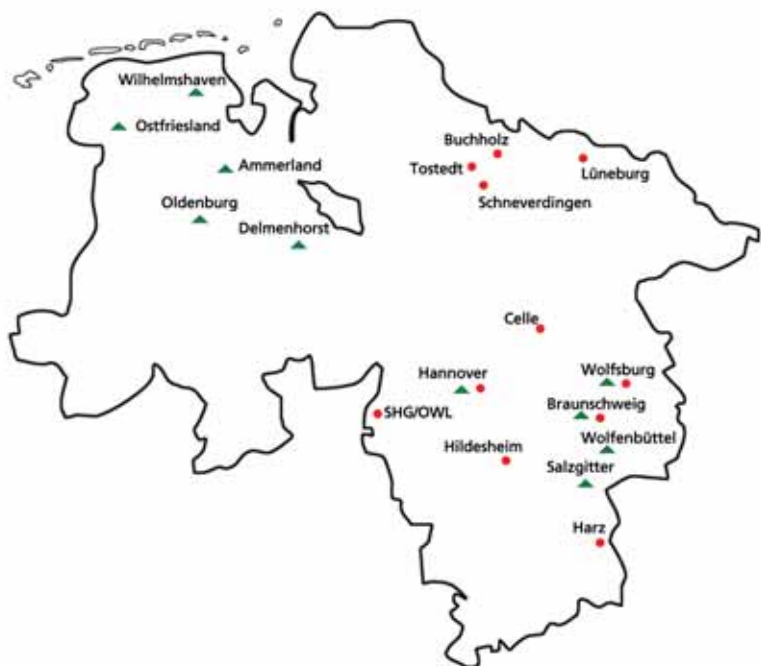 Wilhelmshaven
Ostfriesland
Buchholz
Tostedt
Lüneburg
Ammerland
Schneverdingen
Oldenburg
Delmenhorst
Celle
Hannover
Wolfsburg
SHG/OWL
Braunschweig
Hildesheim
Wolfenbüttel
Salzgitter
Harz